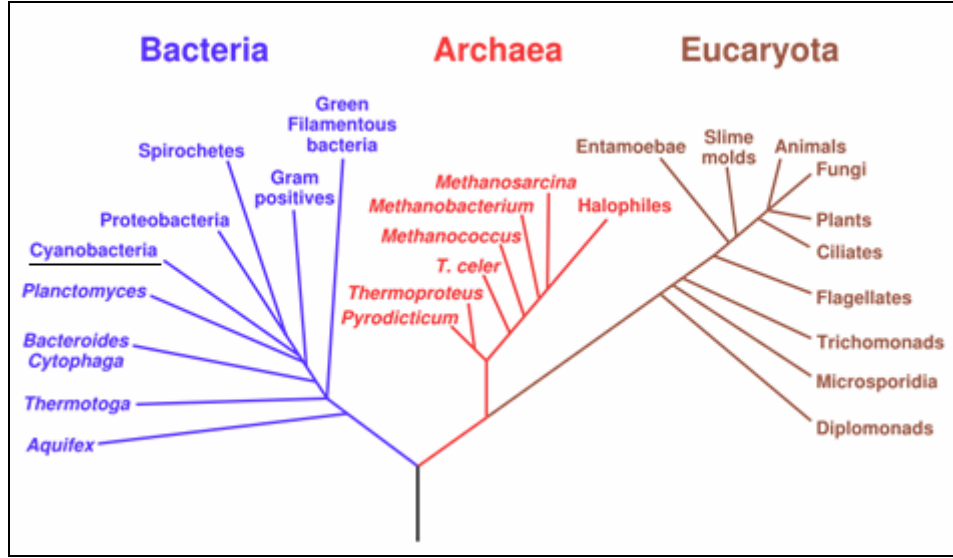 Bacteria
Archaea
Eucaryota
Green
Filamentous
bacteria
Spirochetes
Gram
positives
Proteobacteria
Cyanobacteria
Planctomyces
Bacteroides
Cytophaga
Thermotoga
Aquifex
Methanosarcina
Methanobacterium
Halophiles
Methanococcus
T. celer
Thermoproteus
Pyrodicticum
Entamoebae
Slime
molds
Animals
Fungi
Plants
Ciliates
Flagellates
Trichomonads
Microsporidia
Diplomonads